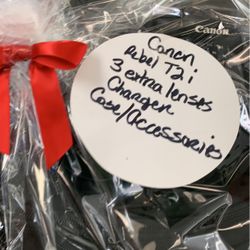 Canon
Canon
Rebel T2i
3 extra lenses
Charger
Case/Accessories